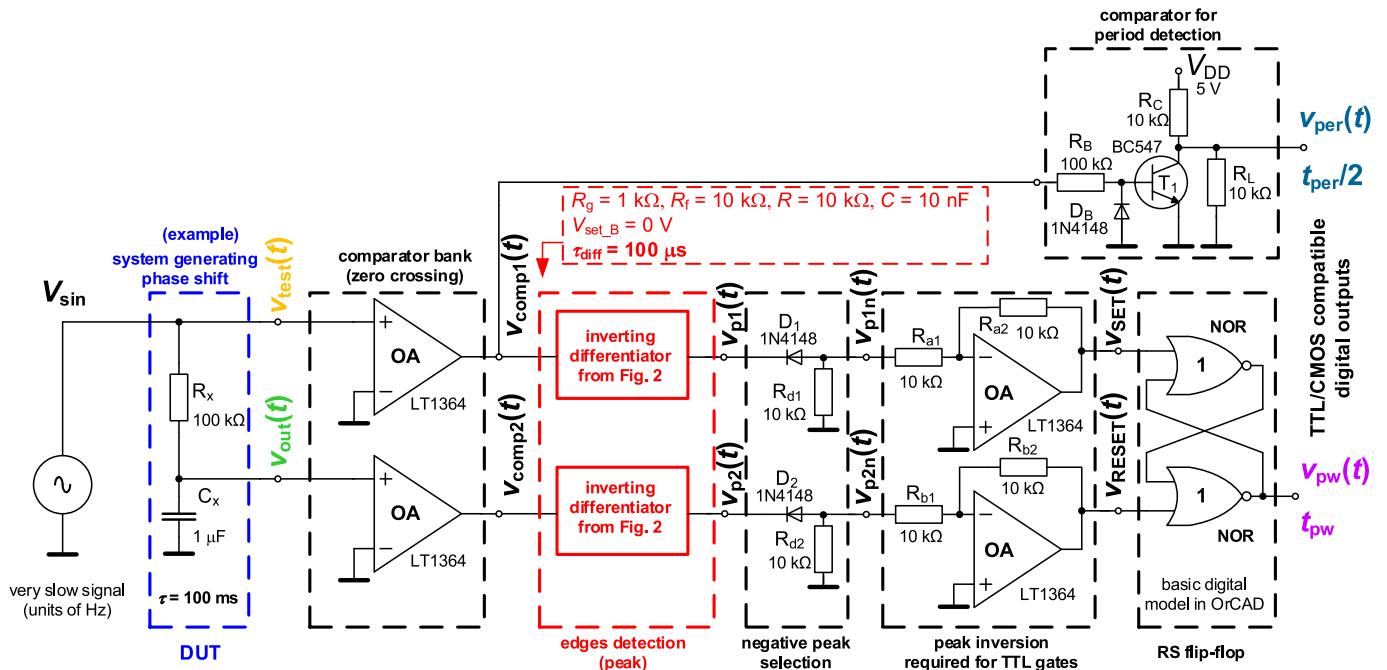 comparator for
period detection
V_DD
5 V
R_C
10 kΩ
v_per(t)
R_B
100 kΩ
BC547
T_1
R_L
10 kΩ
t_per/2
D_B
1N4148
R_g = 1 kΩ, R_f = 10 kΩ, R = 10 kΩ, C = 10 nF
V_set_B = 0 V
τ_diff = 100 μs
(example)
system generating
phase shift
V_sin
v_test(t)
comparator bank
(zero crossing)
v_comp1(t)
+
−
OA
LT1364
inverting
differentiator
from Fig. 2
v_p1(t)
D_1
1N4148
R_d1
10 kΩ
v_p1n(t)
R_a1
10 kΩ
R_a2
10 kΩ
−
+
OA
LT1364
v_SET(t)
NOR
1
TTL/CMOS compatible
digital outputs
R_x
100 kΩ
v_out(t)
C_x
1 μF
∿
+
−
OA
LT1364
v_comp2(t)
inverting
differentiator
from Fig. 2
v_p2(t)
D_2
1N4148
R_d2
10 kΩ
v_p2n(t)
R_b1
10 kΩ
R_b2
10 kΩ
−
+
OA
LT1364
v_RESET(t)
1
NOR
v_pw(t)
t_pw
very slow signal
(units of Hz)
τ = 100 ms
DUT
edges detection
(peak)
negative peak
selection
peak inversion
required for TTL gates
basic digital
model in OrCAD
RS flip-flop